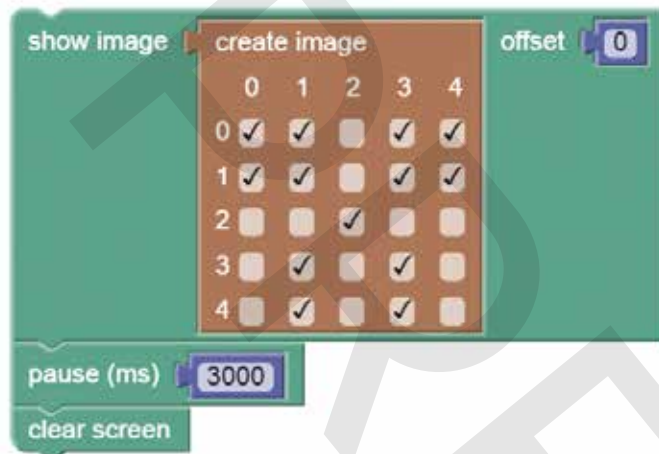 show image create image offset 0
0 1 2 3 4
0 ✓ ✓ ✓ ✓
1 ✓ ✓ ✓ ✓
2 ✓
3 ✓ ✓
4 ✓ ✓
pause (ms) 3000
clear screen